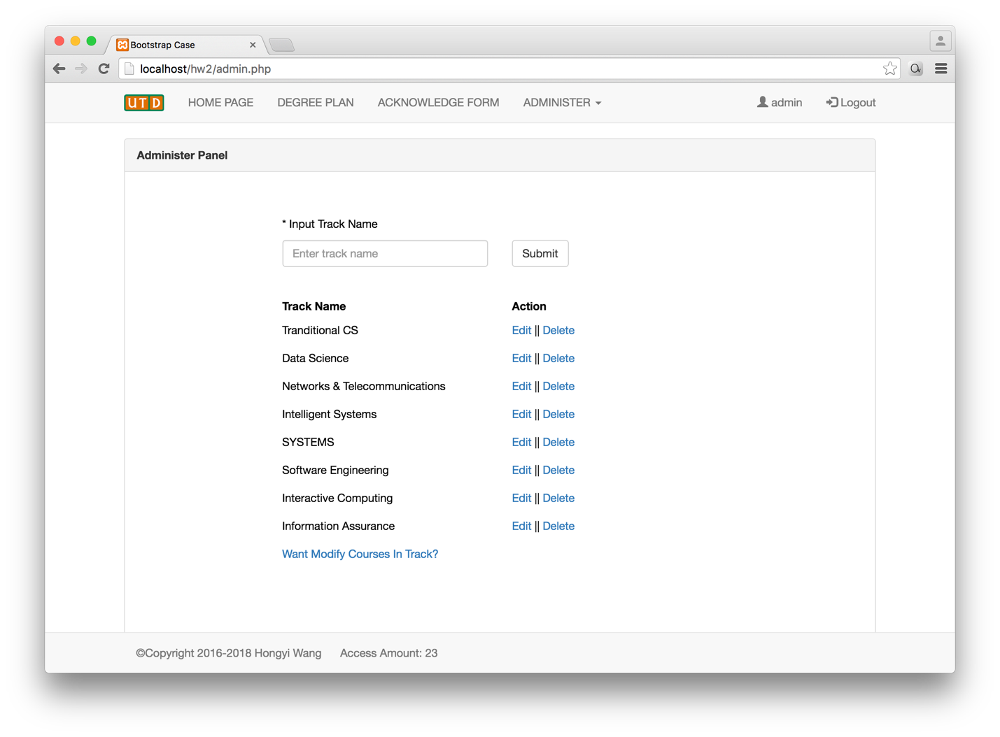 Bootstrap Case
localhost/hw2/admin.php
UTD HOME PAGE DEGREE PLAN ACKNOWLEDGE FORM ADMINISTER admin Logout
Administer Panel
* Input Track Name
Enter track name Submit
Track Name Action
Tranditional CS Edit || Delete
Data Science Edit || Delete
Networks & Telecommunications Edit || Delete
Intelligent Systems Edit || Delete
SYSTEMS Edit || Delete
Software Engineering Edit || Delete
Interactive Computing Edit || Delete
Information Assurance Edit || Delete
Want Modify Courses In Track?
©Copyright 2016-2018 Hongyi Wang Access Amount: 23